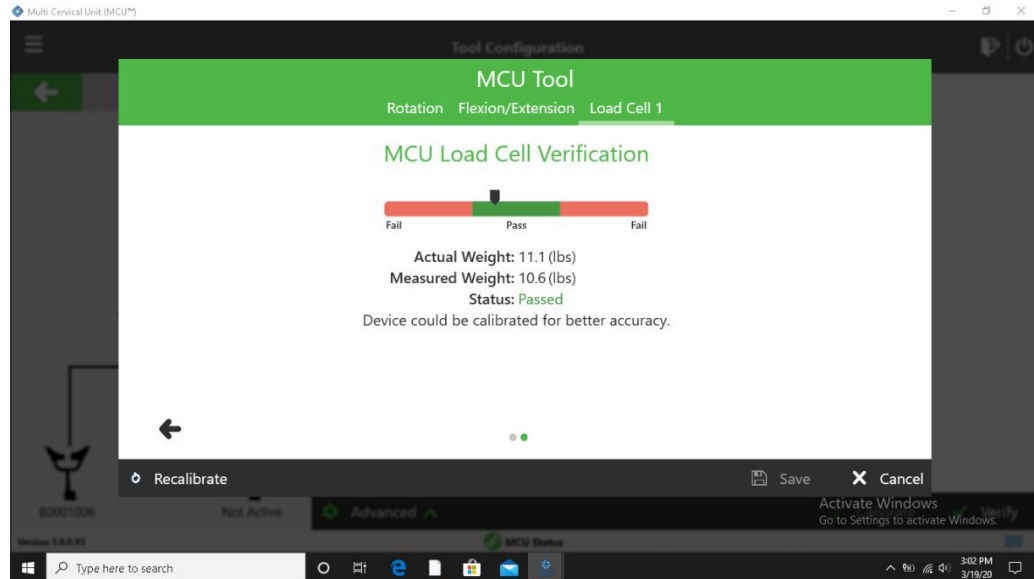 Multi Cervical Unit (MCU™)
Tool Configuration
MCU Tool
Rotation Flexion/Extension Load Cell 1
MCU Load Cell Verification
Fail Pass Fail
Actual Weight: 11.1 (lbs)
Measured Weight: 10.6 (lbs)
Status: Passed
Device could be calibrated for better accuracy.
Recalibrate Save Cancel
Activate Windows
Go to Settings to activate Windows.
B0001006 Not Active Advanced Verify
Version 1.0.0.93 MCU Status
Type here to search
3:02 PM
3/19/20